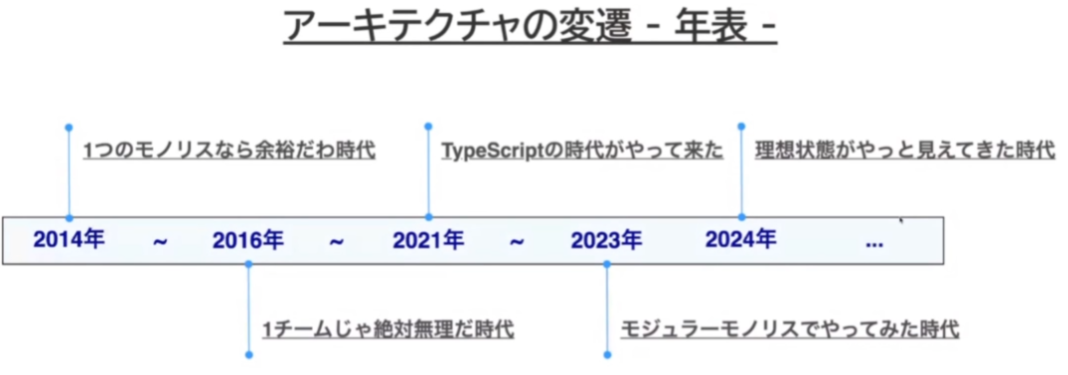 アーキテクチャの変遷 - 年表 -
1つのモノリスなら余裕だわ時代
TypeScriptの時代がやって来た
理想状態がやっと見えてきた時代
2014年 ~ 2016年 ~ 2021年 ~ 2023年 2024年 ...
1チームじゃ絶対無理だ時代
モジュラーモノリスでやってみた時代